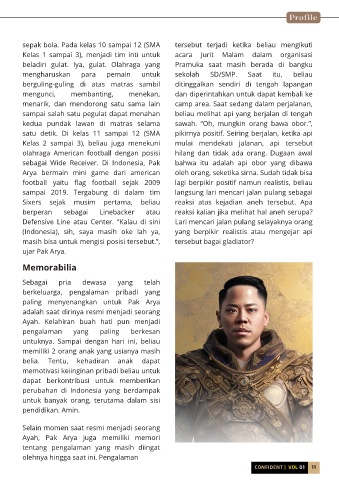 Profile
sepak bola. Pada kelas 10 sampai 12 (SMA
Kelas 1 sampai 3), menjadi tim inti untuk
beladiri gulat. Iya, gulat. Olahraga yang
mengharuskan para pemain untuk
berguling-guling di atas matras sambil
mengunci, membanting, menekan,
menarik, dan mendorong satu sama lain
sampai salah satu pegulat dapat menahan
kedua pundak lawan di matras selama
satu detik. Di kelas 11 sampai 12 (SMA
Kelas 2 sampai 3), beliau juga menekuni
olahraga American football dengan posisi
sebagai Wide Receiver. Di Indonesia, Pak
Arya bermain mini game dari american
football yaitu flag football sejak 2009
sampai 2019. Tergabung di dalam tim
Sixers sejak musim pertama, beliau
berperan sebagai Linebacker atau
Defensive Line atau Center. "Kalau di sini
(Indonesia), sih, saya masih oke lah ya,
masih bisa untuk mengisi posisi tersebut.",
ujar Pak Arya.
Memorabilia
Sebagai pria dewasa yang telah
berkeluarga, pengalaman pribadi yang
paling menyenangkan untuk Pak Arya
adalah saat dirinya resmi menjadi seorang
Ayah. Kelahiran buah hati pun menjadi
pengalaman yang paling berkesan
untuknya. Sampai dengan hari ini, beliau
memiliki 2 orang anak yang usianya masih
belia. Tentu, kehadiran anak dapat
memotivasi keiinginan pribadi beliau untuk
dapat berkontribusi untuk memberikan
perubahan di Indonesia yang berdampak
untuk banyak orang, terutama dalam sisi
pendidikan. Amin.
Selain momen saat resmi menjadi seorang
Ayah, Pak Arya juga memiliki memori
tentang pengalaman yang masih diingat
olehnya hingga saat ini. Pengalaman
tersebut terjadi ketika beliau mengikuti
acara Jurit Malam dalam organisasi
Pramuka saat masih berada di bangku
sekolah SD/SMP. Saat itu, beliau
ditinggalkan sendiri di tengah lapangan
dan diperintahkan untuk dapat kembali ke
camp area. Saat sedang dalam perjalanan,
beliau melihat api yang berjalan di tengah
sawah. "Oh, mungkin orang bawa obor.",
pikirnya positif. Seiring berjalan, ketika api
mulai mendekati jalanan, api tersebut
hilang dan tidak ada orang. Dugaan awal
bahwa itu adalah api obor yang dibawa
oleh orang, seketika sirna. Sudah tidak bisa
lagi berpikir positif namun realistis, beliau
langsung lari mencari jalan pulang sebagai
reaksi atas kejadian aneh tersebut. Apa
reaksi kalian jika melihat hal aneh serupa?
Lari mencari jalan pulang selayaknya orang
yang berpikir realistis atau mengejar api
tersebut bagai gladiator?
CONFIDENT | VOL 01